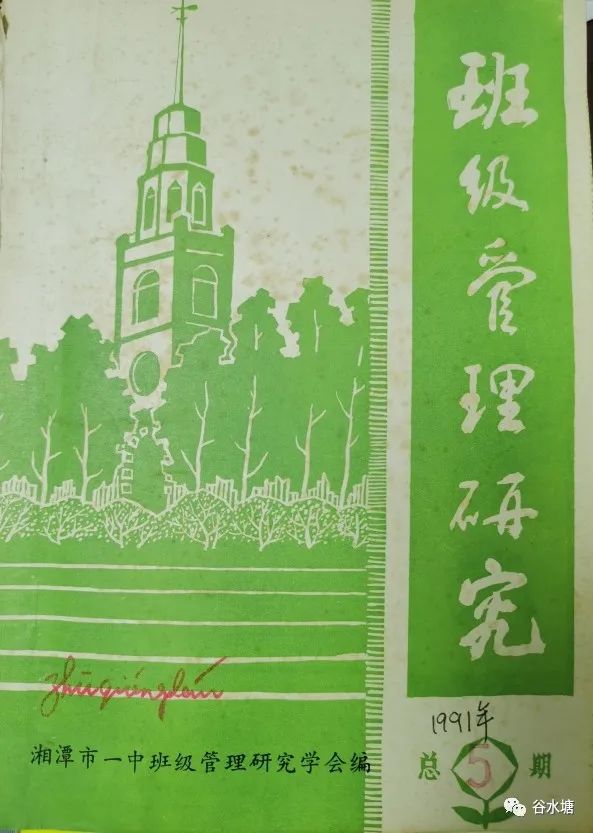 班级管理研究
1991年
总5期
湘潭市一中班级管理研究学会编
谷水塘